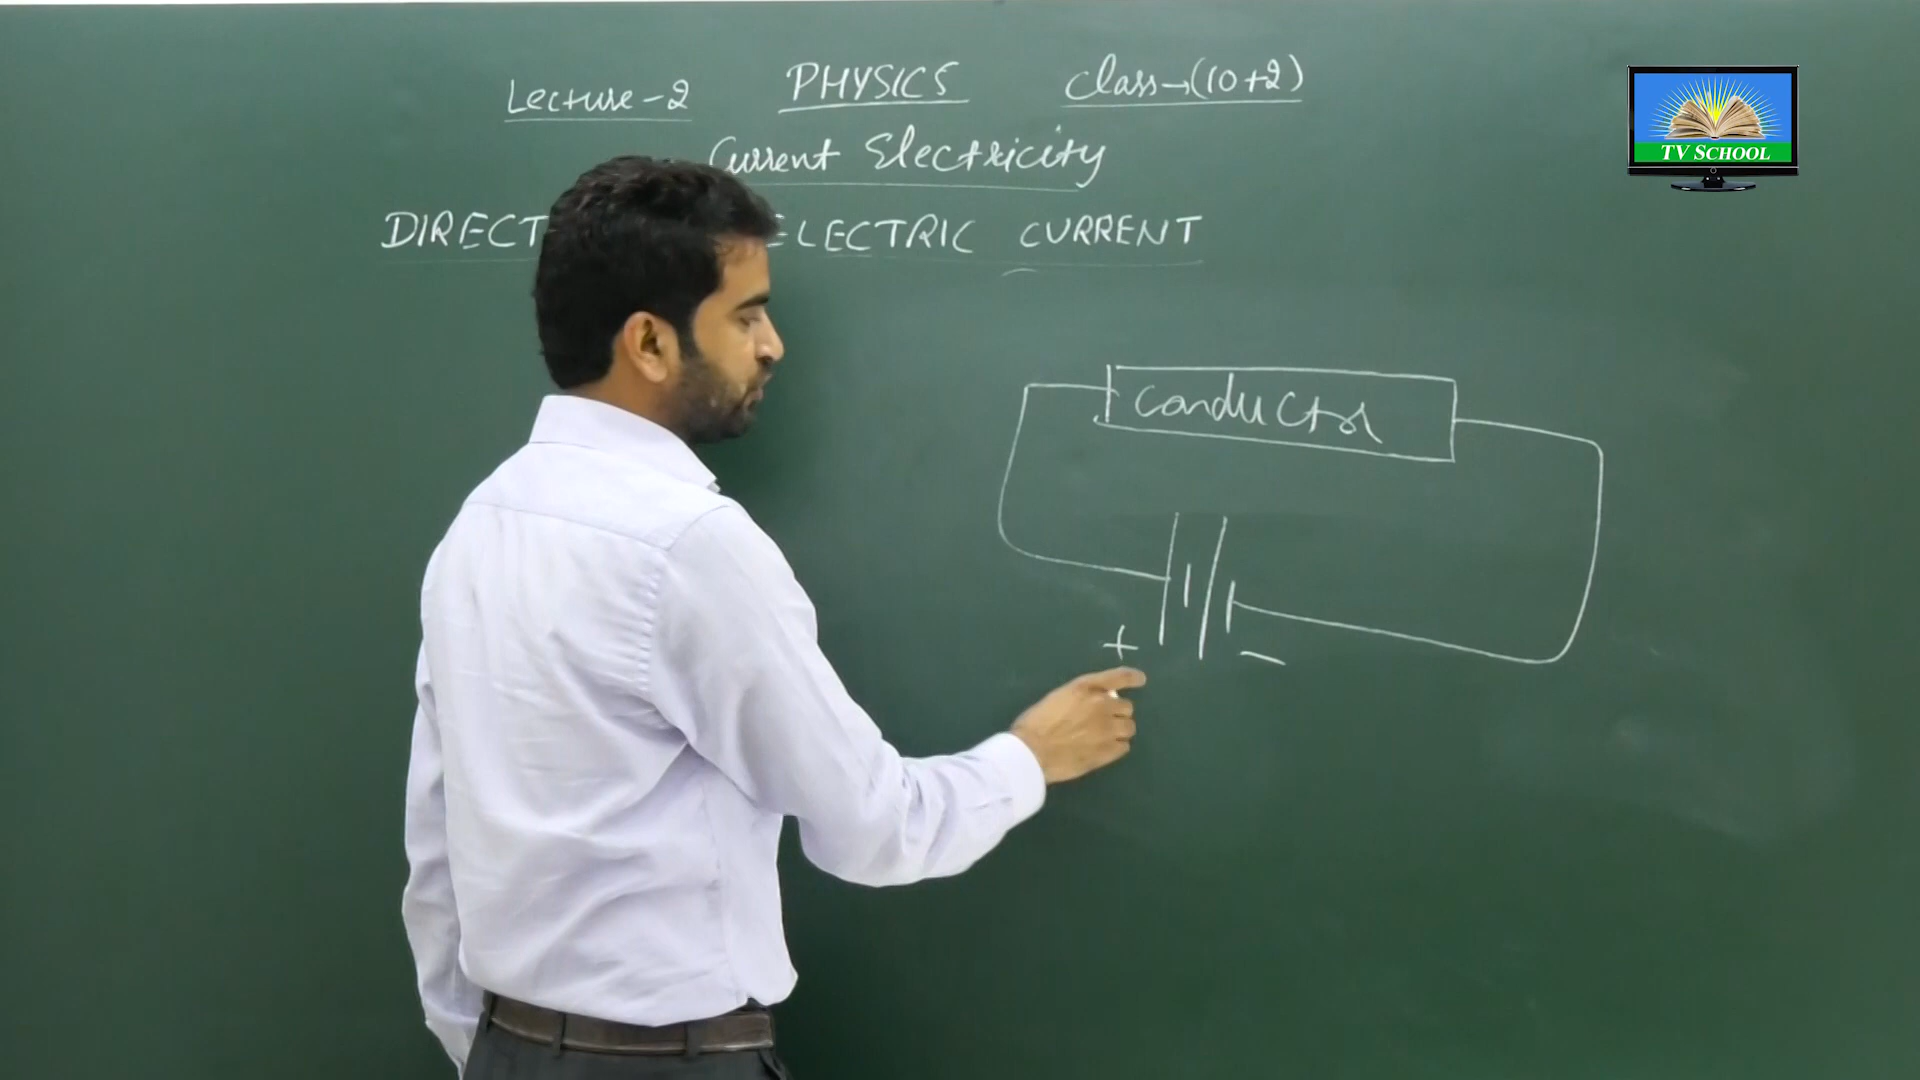 Lecture-2 PHYSICS Class→(10+2)
Current Electricity
DIRECT ELECTRIC CURRENT
Conductor
+ −
TV SCHOOL